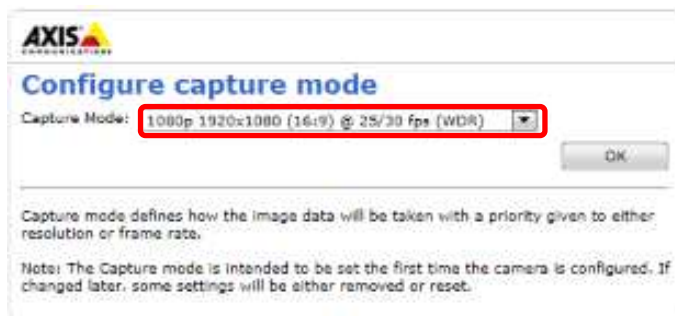 AXIS
COMMUNICATIONS
Configure capture mode
Capture Mode: 1080p 1920x1080 (16:9) @ 25/30 fps (WDR)
OK
Capture mode defines how the image data will be taken with a priority given to either
resolution or frame rate.
Note: The Capture mode is intended to be set the first time the camera is configured. If
changed later, some settings will be either removed or reset.